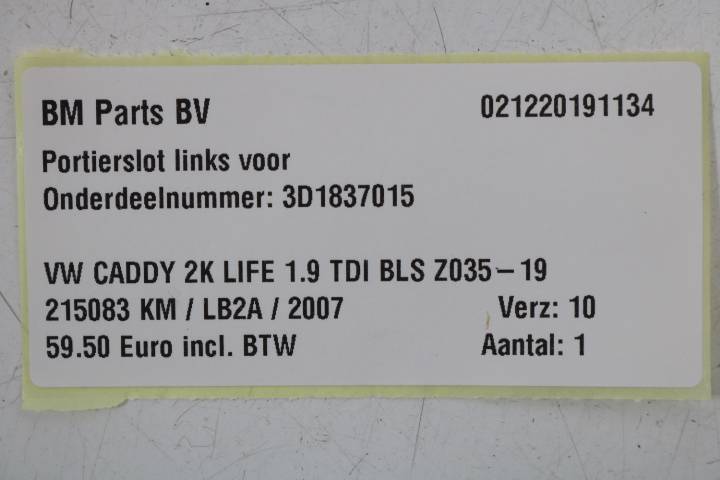 BM Parts BV 021220191134
Portierslot links voor
Onderdeelnummer: 3D1837015
VW CADDY 2K LIFE 1.9 TDI BLS Z035-19
215083 KM / LB2A / 2007 Verz: 10
59.50 Euro incl. BTW Aantal: 1